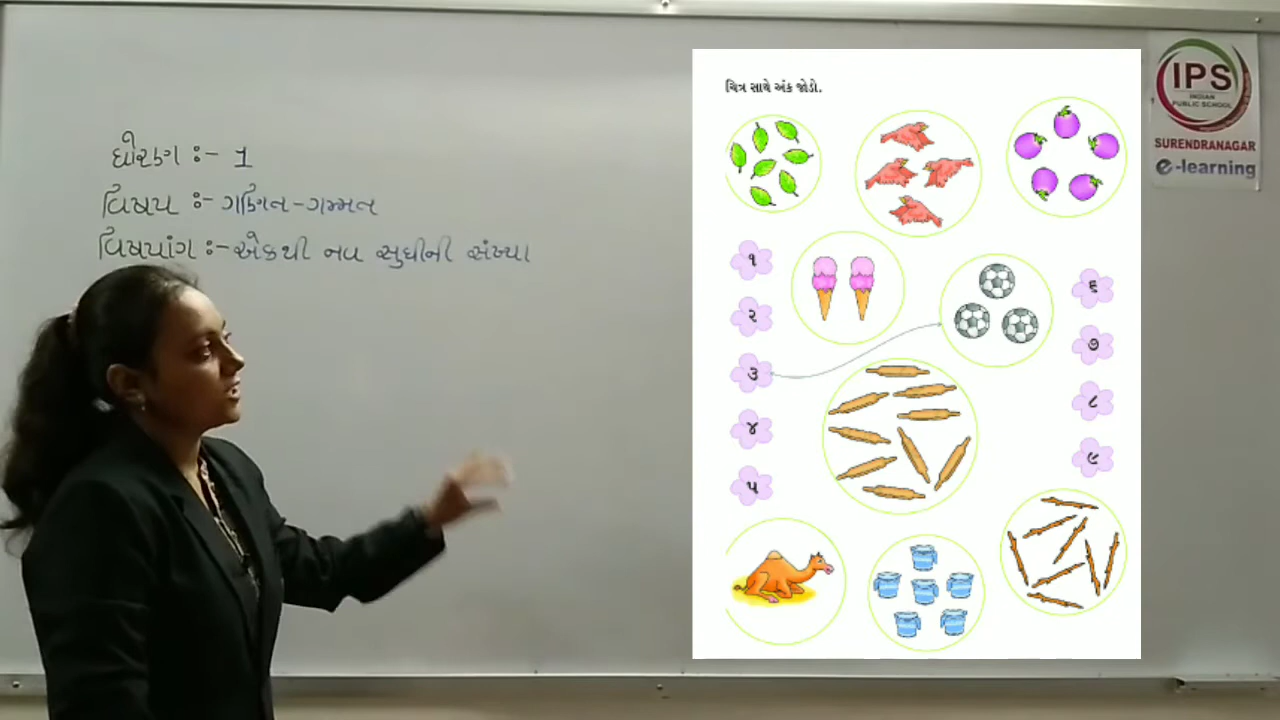 ધોરણ :- 1
વિષય :- ગણિત-ગમ્મત
વિષયાંગ :- એકથી નવ સુધીની સંખ્યા
ચિત્ર સાથે અંક જોડો.
૧
૨
૩
૪
૫
૬
૭
૮
૯
IPS
INDIAN
PUBLIC SCHOOL
SURENDRANAGAR
e-learning